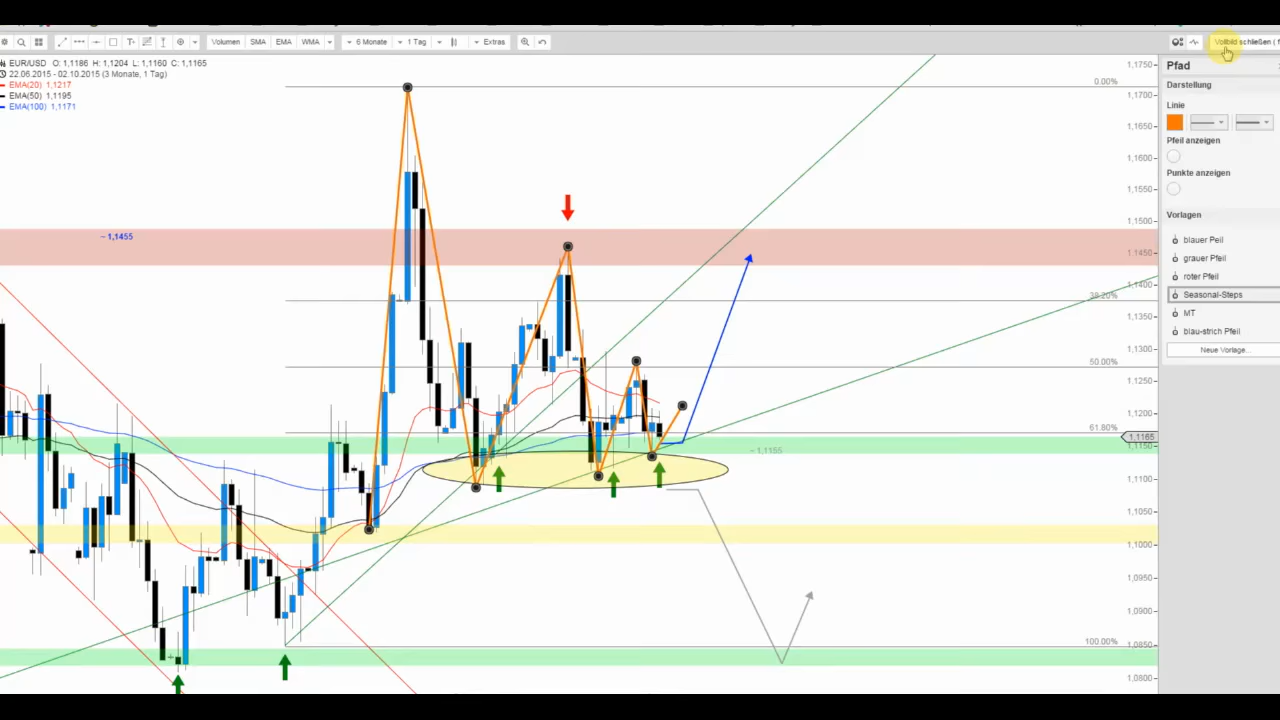 Volumen SMA EMA WMA 6 Monate 1 Tag Extras
Vollbild schließen (
EUR/USD O: 1,1186 H: 1,1204 L: 1,1160 C: 1,1165
22.06.2015 - 02.10.2015 (3 Monate, 1 Tag)
EMA(20) 1,1217
EMA(50) 1,1195
EMA(100) 1,1171
– 1,1455
0.00%
38.20%
50.00%
61.80%
– 1,1155
100.00%
1,1750
1,1700
1,1650
1,1600
1,1550
1,1500
1,1450
1,1400
1,1350
1,1300
1,1250
1,1200
1,1165
1,1150
1,1100
1,1050
1,1000
1,0950
1,0900
1,0850
1,0800
Pfad
Darstellung
Linie
Pfeil anzeigen
Punkte anzeigen
Vorlagen
blauer Peil
grauer Pfeil
roter Pfeil
Seasonal-Steps
MT
blau-strich Pfeil
Neue Vorlage...